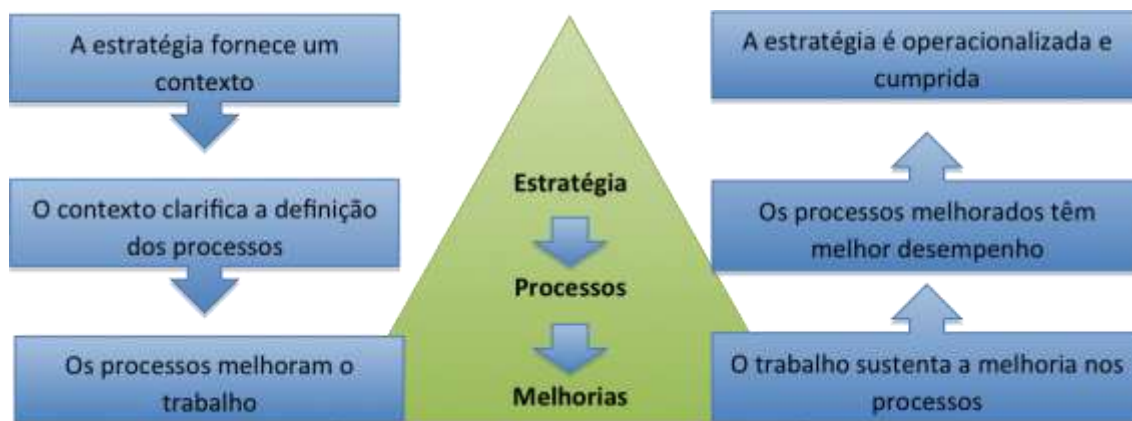 A estratégia fornece um
contexto
O contexto clarifica a definição
dos processos
Os processos melhoram o
trabalho
Estratégia
Processos
Melhorias
A estratégia é operacionalizada e
cumprida
Os processos melhorados têm
melhor desempenho
O trabalho sustenta a melhoria nos
processos